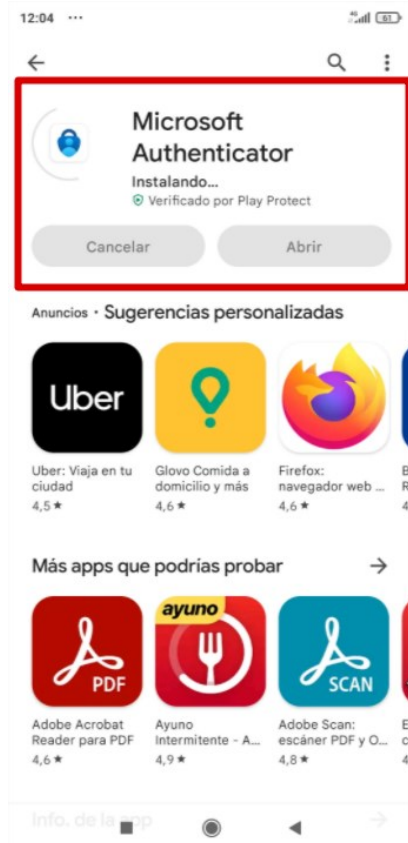 12:04 ...
4G 61
Microsoft
Authenticator
Instalando...
Verificado por Play Protect
Cancelar Abrir
Anuncios · Sugerencias personalizadas
Uber
Uber: Viaja en tu
ciudad
4,5 ★
Glovo Comida a
domicilio y más
4,6 ★
Firefox:
navegador web ...
4,6 ★
Más apps que podrías probar
PDF
ayuno
SCAN
Adobe Acrobat
Reader para PDF
4,6 ★
Ayuno
Intermitente - A...
4,9 ★
Adobe Scan:
escáner PDF y O...
4,8 ★
Info. de la app